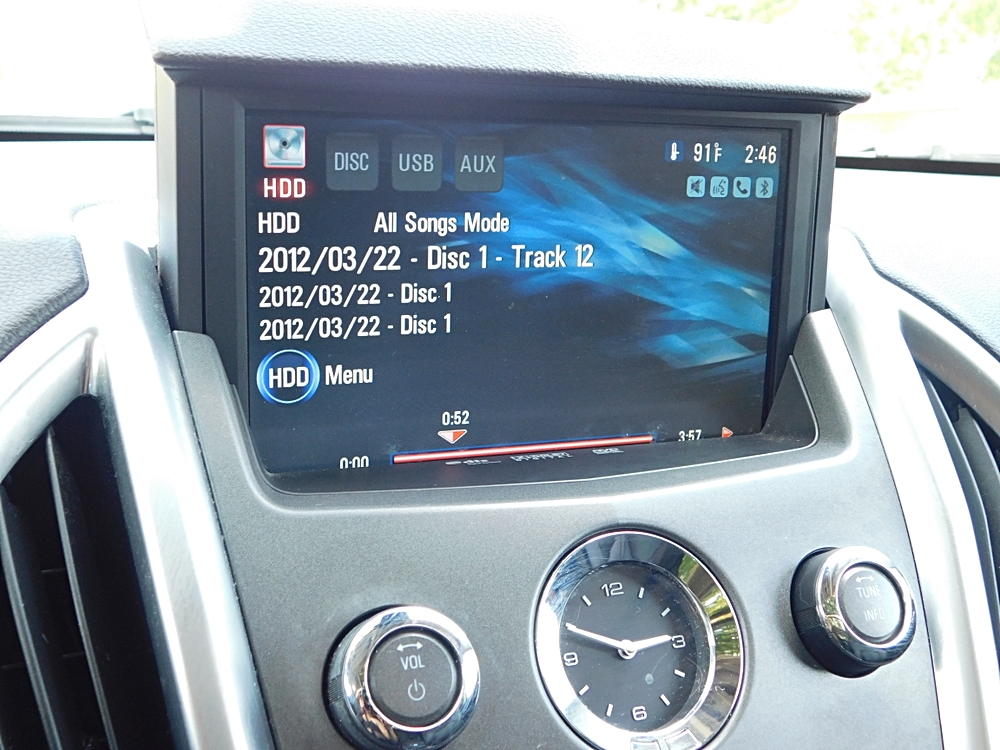 DISC USB AUX 91°F 2:46
HDD
HDD All Songs Mode
2012/03/22 - Disc 1 - Track 12
2012/03/22 - Disc 1
2012/03/22 - Disc 1
HDD Menu
0:52
0:00 3:57
12
3
6
9
VOL
TUNE
INFO